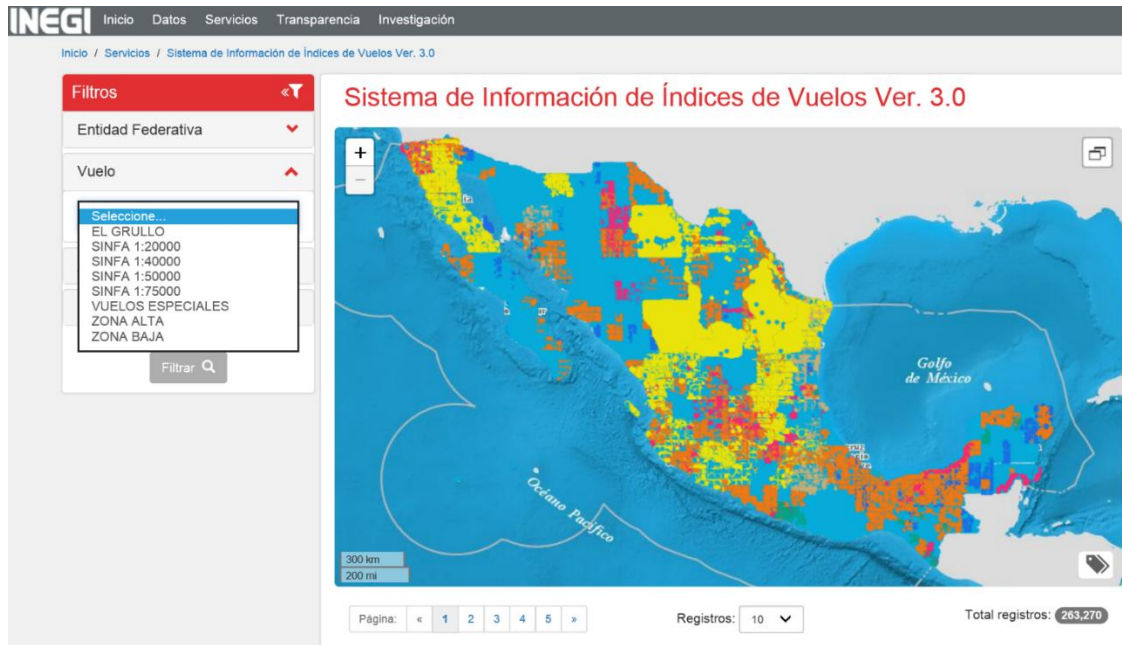 INEGI Inicio Datos Servicios Transparencia Investigación
Inicio / Servicios / Sistema de Información de Índices de Vuelos Ver. 3.0
Filtros
Entidad Federativa
Vuelo
Seleccione...
EL GRULLO
SINFA 1:20000
SINFA 1:40000
SINFA 1:50000
SINFA 1:75000
VUELOS ESPECIALES
ZONA ALTA
ZONA BAJA
Filtrar
Sistema de Información de Índices de Vuelos Ver. 3.0
+
−
Golfo
de México
Océano Pacífico
300 km
200 mi
Página: « 1 2 3 4 5 » Registros: 10 Total registros: 263,270